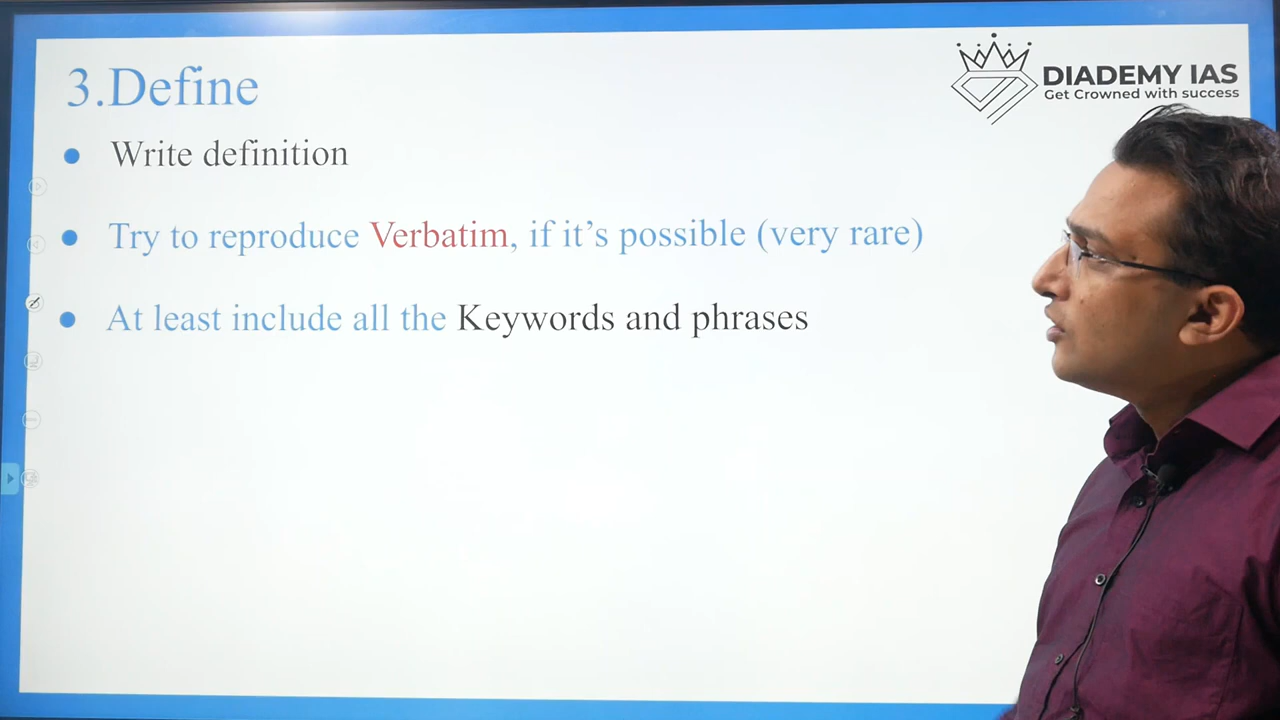 3.Define
DIADEMY IAS
Get Crowned with success
● Write definition
● Try to reproduce Verbatim, if it's possible (very rare)
● At least include all the Keywords and phrases